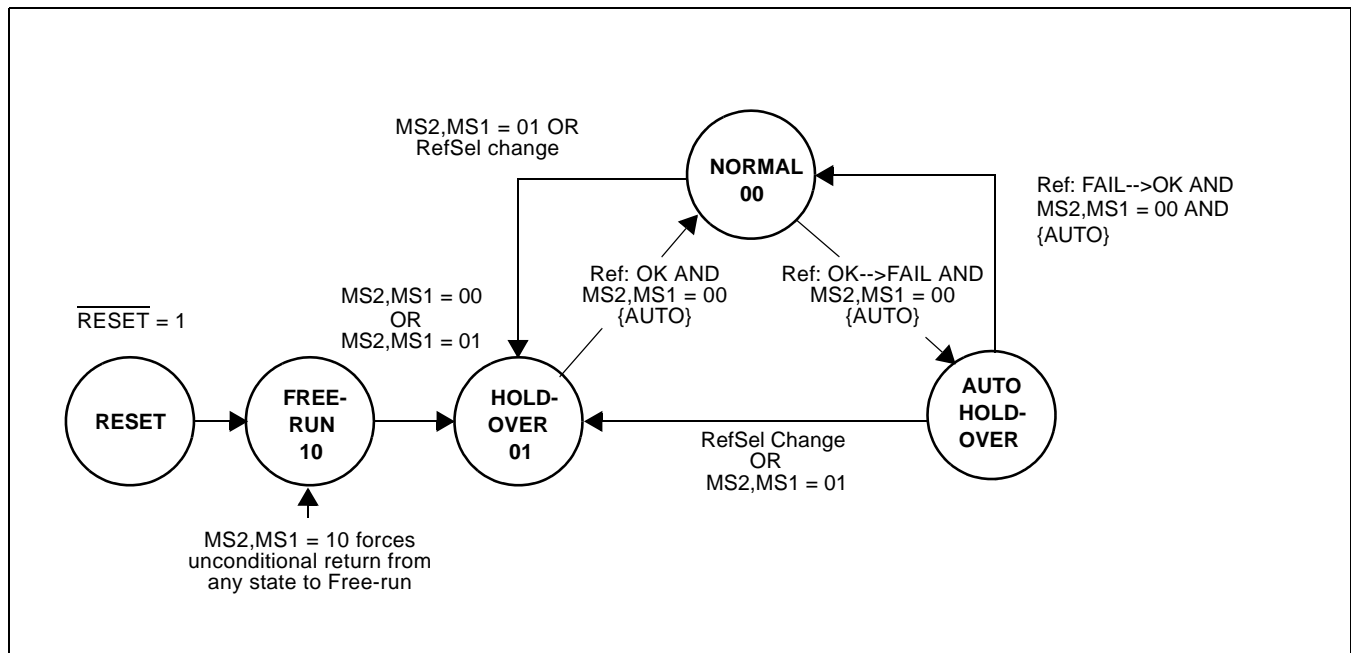 MS2,MS1 = 01 OR
RefSel change
NORMAL
00
Ref: FAIL-->OK AND
MS2,MS1 = 00 AND
{AUTO}
Ref: OK AND
MS2,MS1 = 00
{AUTO}
Ref: OK-->FAIL AND
MS2,MS1 = 00
{AUTO}
MS2,MS1 = 00
OR
MS2,MS1 = 01
RESET = 1
RESET
FREE-
RUN
10
HOLD-
OVER
01
AUTO
HOLD-
OVER
RefSel Change
OR
MS2,MS1 = 01
MS2,MS1 = 10 forces
unconditional return from
any state to Free-run